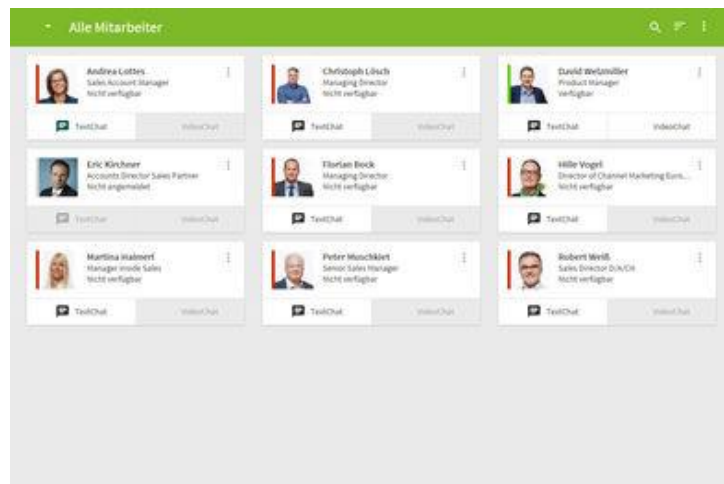 Alle Mitarbeiter
Andrea Lottes
Sales Account Manager
Nicht verfügbar
TextChat
VideoChat
Christoph Lösch
Managing Director
Nicht verfügbar
TextChat
VideoChat
David Welzmiller
Product Manager
Verfügbar
TextChat
VideoChat
Eric Kirchner
Accounts Director Sales Partner
Nicht angemeldet
TextChat
VideoChat
Florian Bock
Managing Director
Nicht verfügbar
TextChat
VideoChat
Hille Vogel
Director of Channel Marketing Euro...
Nicht verfügbar
TextChat
VideoChat
Martina Haimerl
Manager Inside Sales
Nicht verfügbar
TextChat
VideoChat
Peter Muschkiet
Senior Sales Manager
Nicht verfügbar
TextChat
VideoChat
Robert Weiß
Sales Director D/A/CH
Nicht verfügbar
TextChat
VideoChat